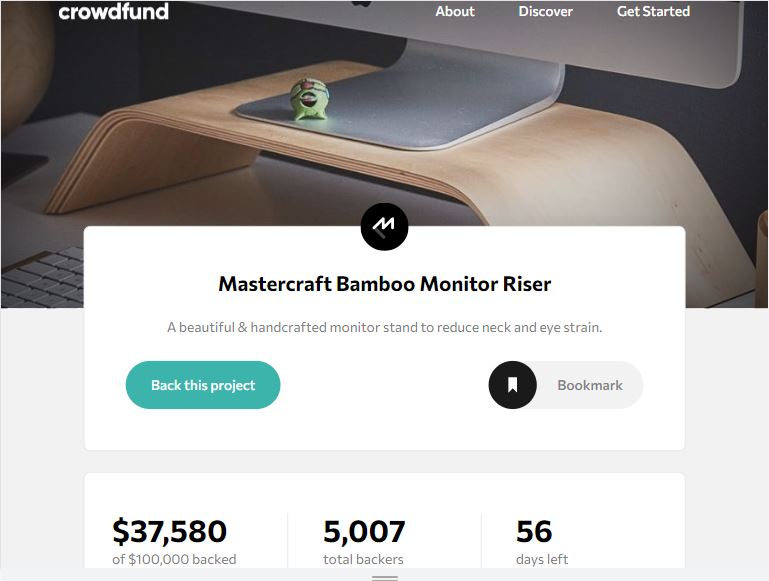 crowdfund About Discover Get Started
Mastercraft Bamboo Monitor Riser
A beautiful & handcrafted monitor stand to reduce neck and eye strain.
Back this project Bookmark
$37,580 5,007 56
of $100,000 backed total backers days left